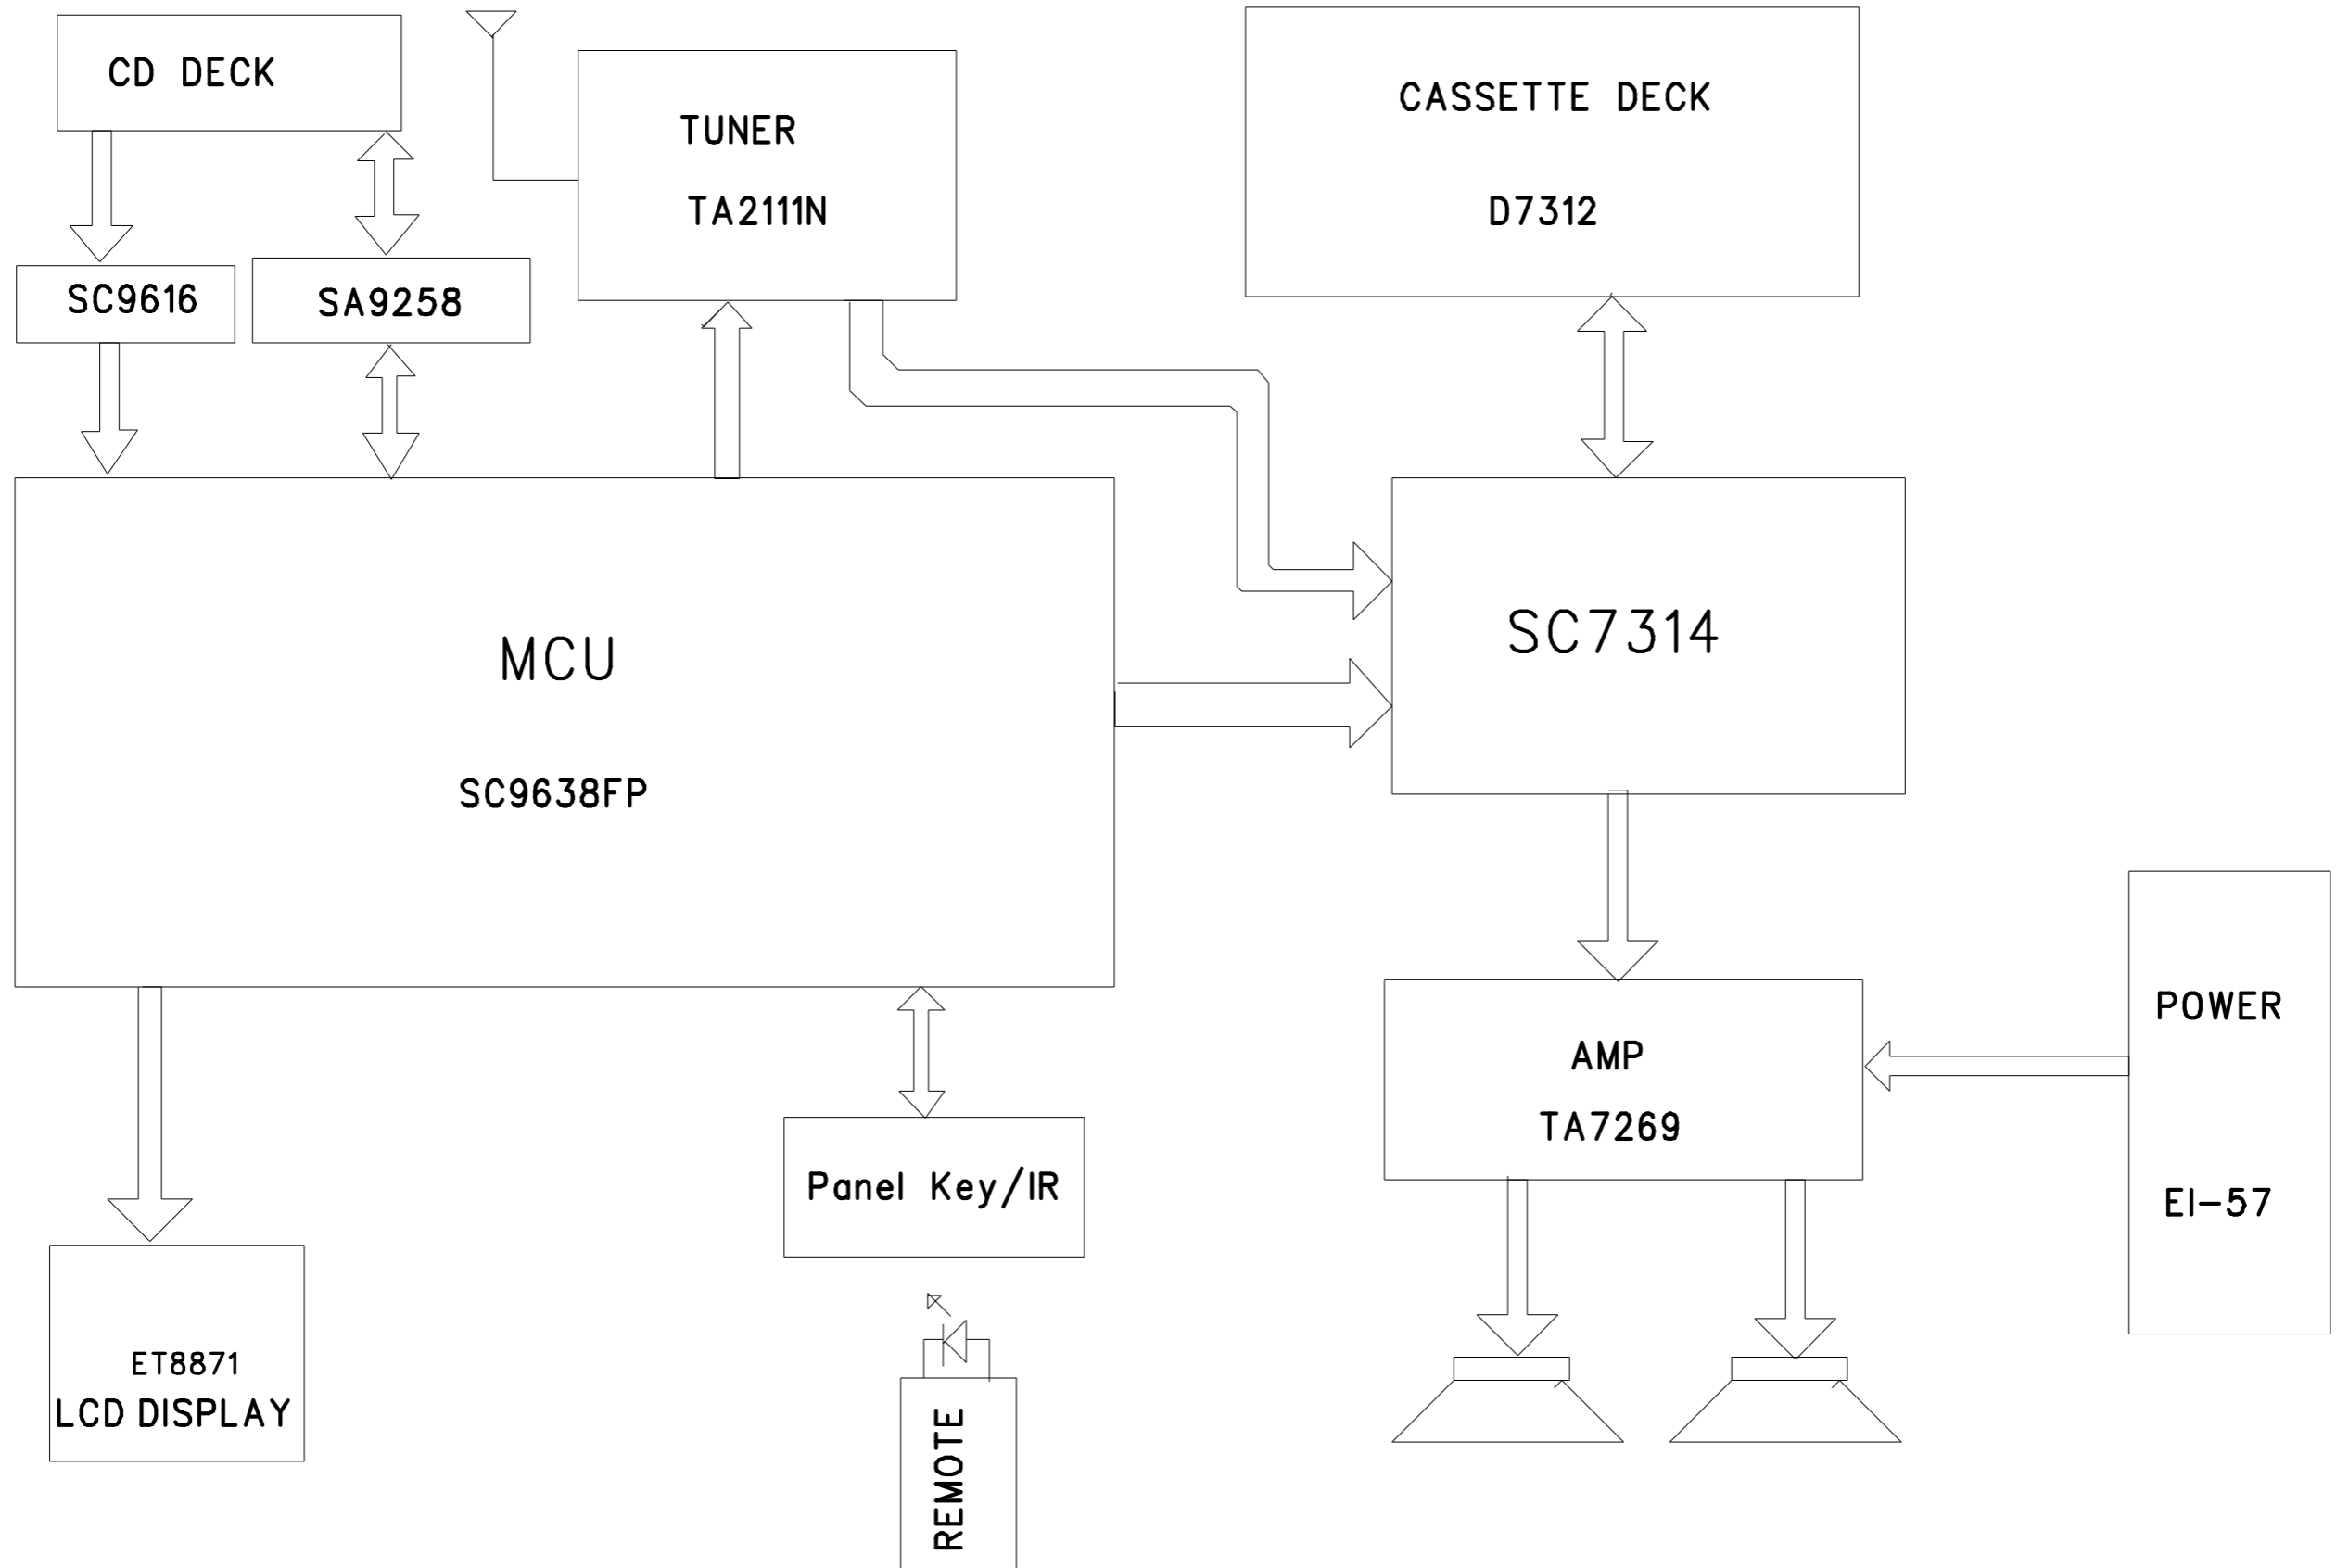 CD DECK
TUNER
TA2111N
CASSETTE DECK
D7312
SC9616
SA9258
MCU
SC9638FP
SC7314
AMP
TA7269
POWER
EI-57
Panel Key/IR
ET8871
LCD DISPLAY
REMOTE